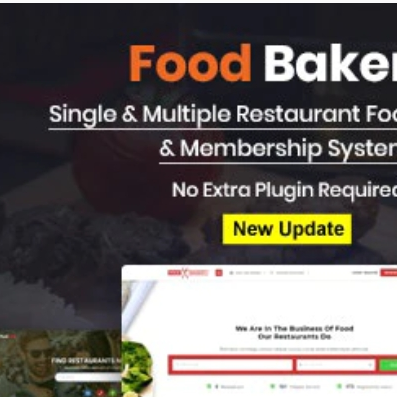 Food Baker
Single & Multiple Restaurant Foo
& Membership System
No Extra Plugin Required
New Update
We Are In The Business Of Food
Our Restaurants Do
FIND RESTAURANTS